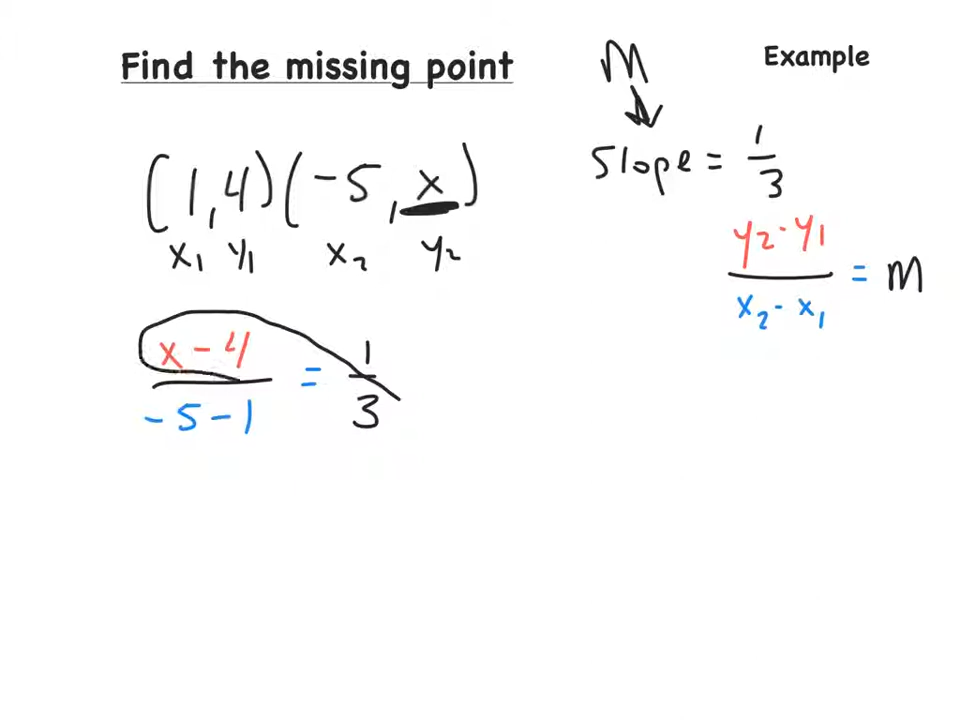 Find the missing point
M
Example
Slope = 1/3
(1,4)(-5,x)
x₁ y₁ x₂ y₂
y₂-y₁/x₂-x₁ = m
x-4/-5-1 = 1/3